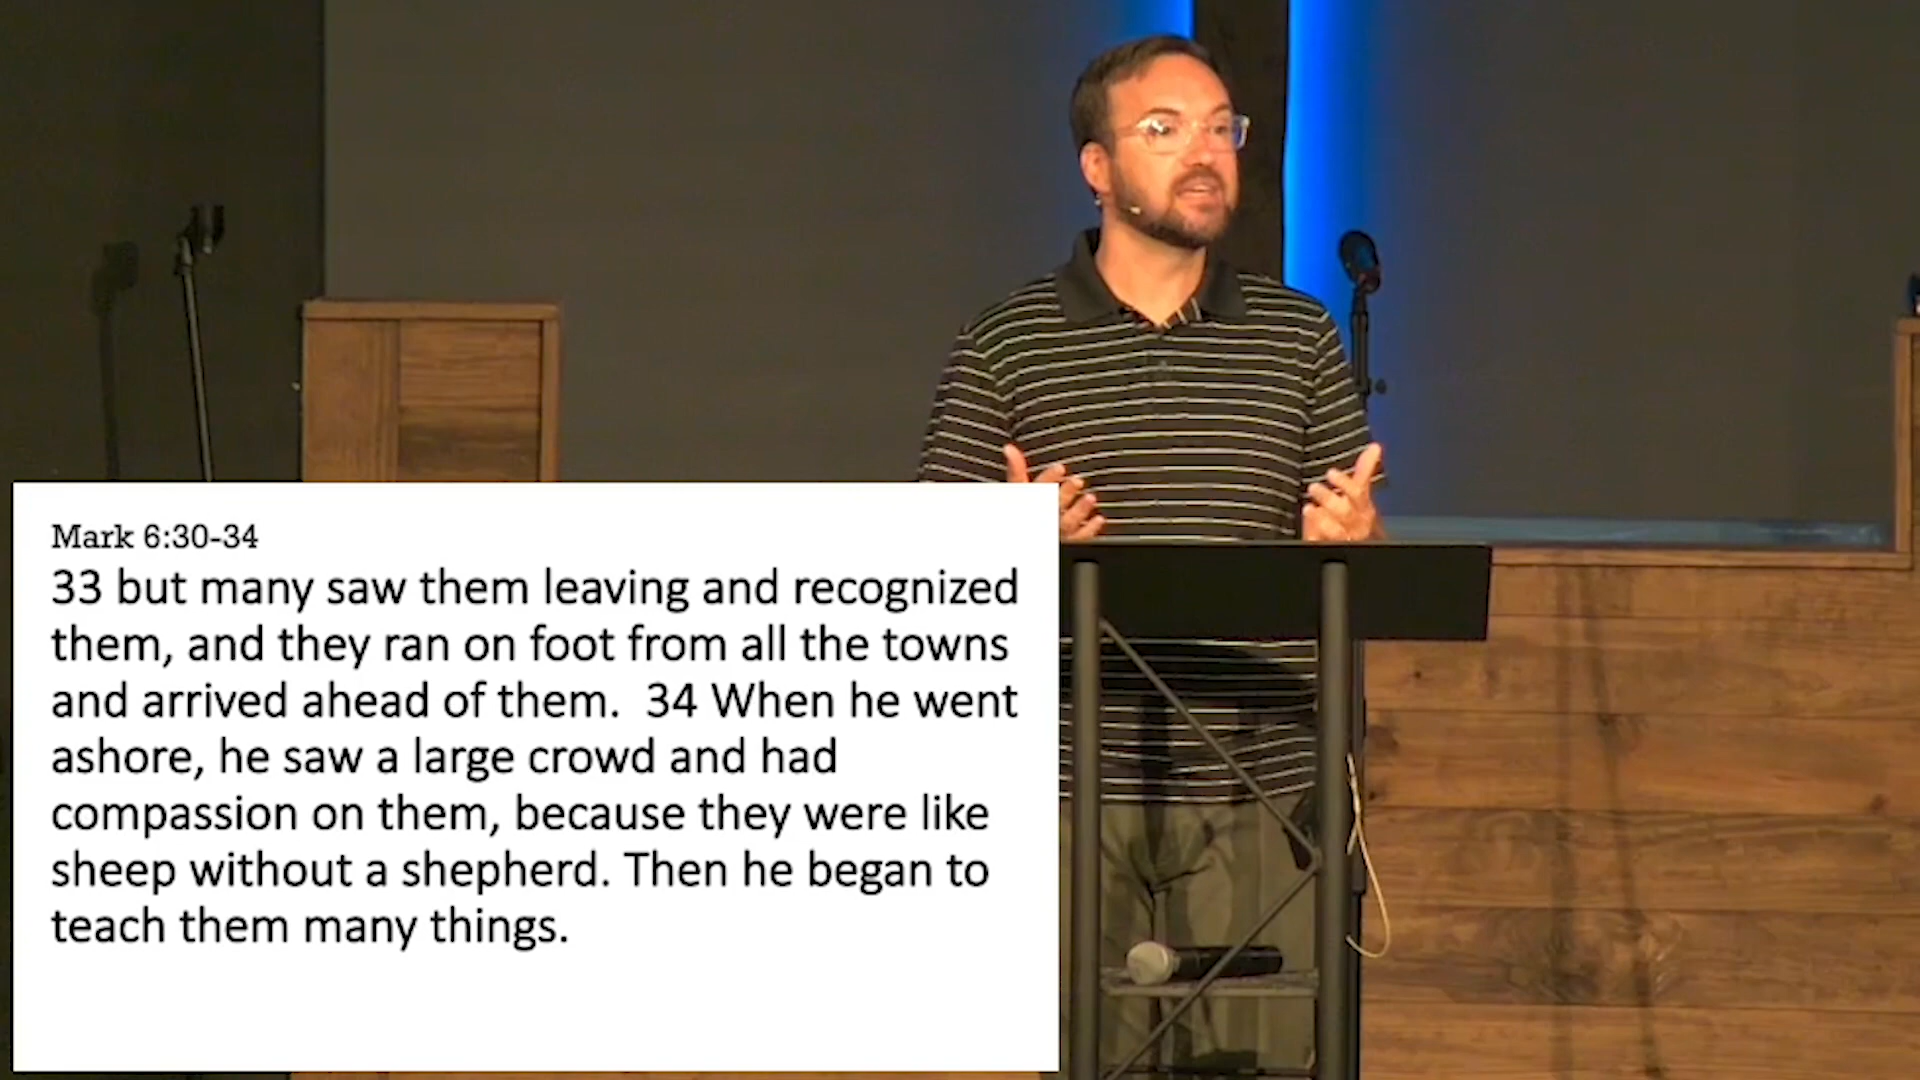 Mark 6:30-34
33 but many saw them leaving and recognized
them, and they ran on foot from all the towns
and arrived ahead of them.  34 When he went
ashore, he saw a large crowd and had
compassion on them, because they were like
sheep without a shepherd. Then he began to
teach them many things.